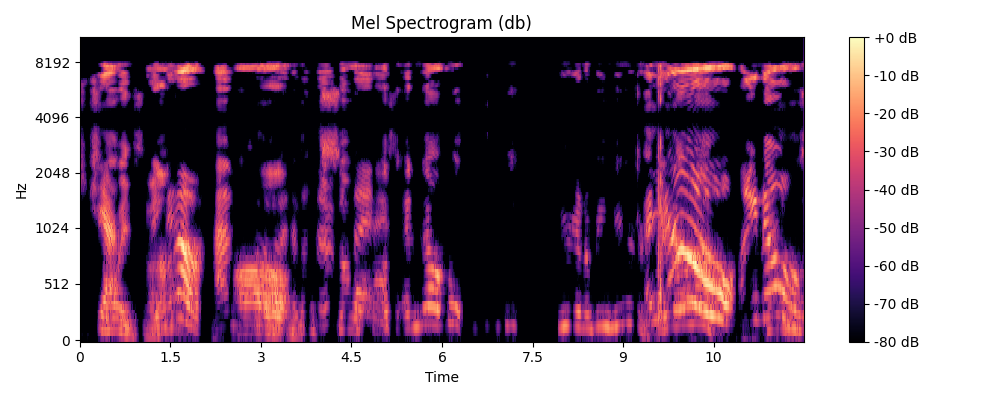 Mel Spectrogram (db)
8192
4096
2048
1024
512
0
Hz
0 1.5 3 4.5 6 7.5 9 10
Time
+0 dB
-10 dB
-20 dB
-30 dB
-40 dB
-50 dB
-60 dB
-70 dB
-80 dB